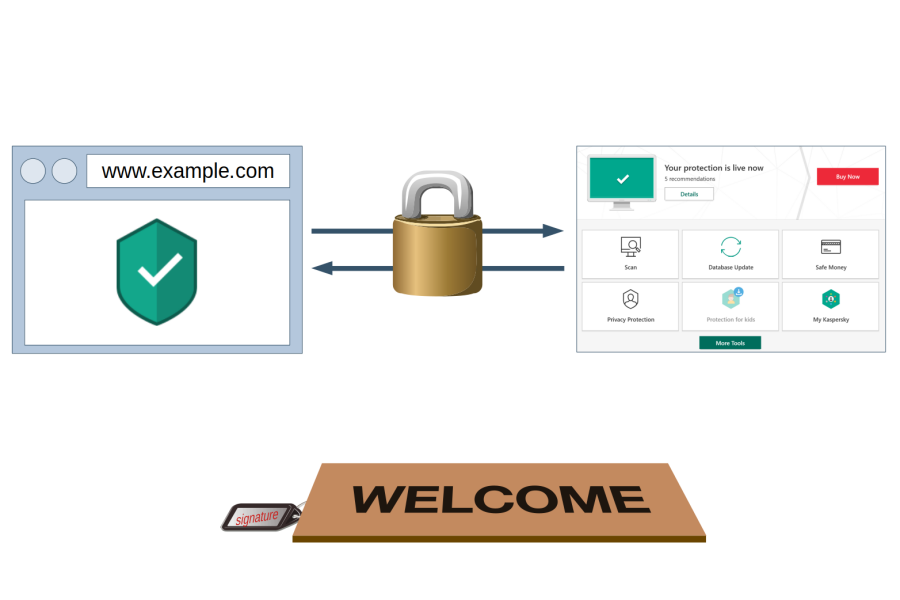 www.example.com
Your protection is live now
5 recommendations
Details
Buy Now
Scan
Database Update
Safe Money
Privacy Protection
Protection for kids
My Kaspersky
More Tools
signature
WELCOME